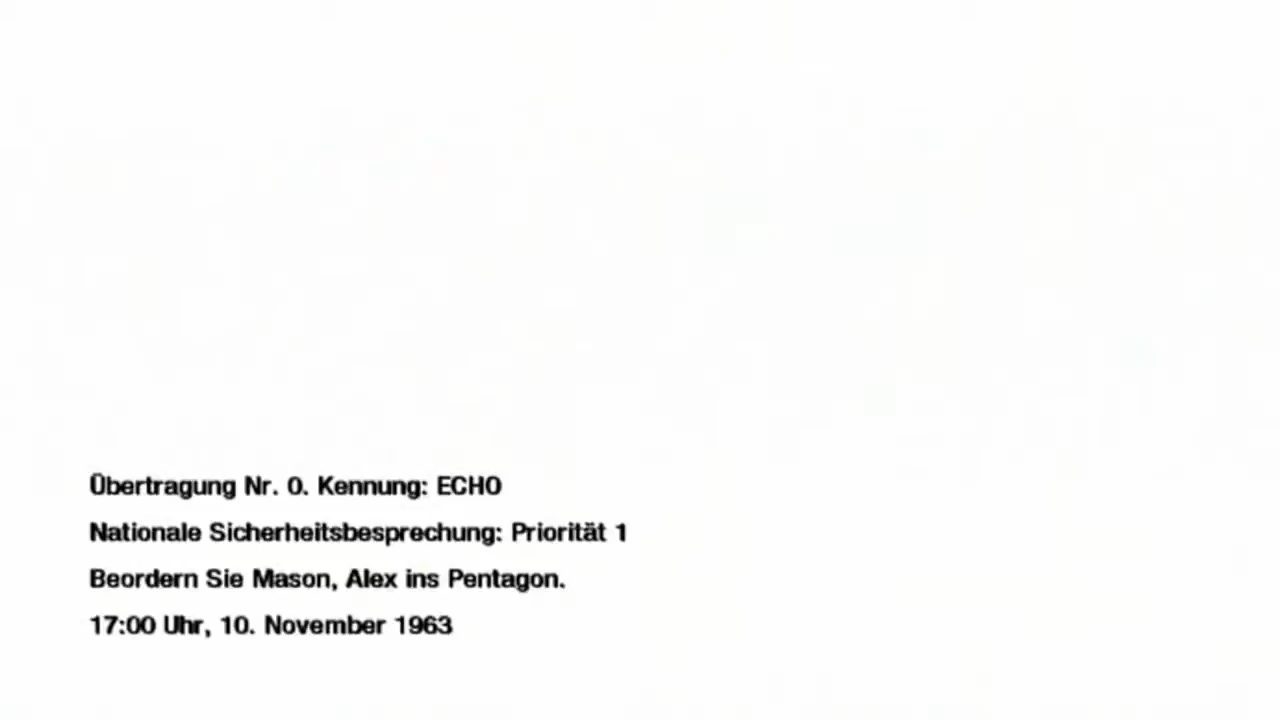 Übertragung Nr. 0. Kennung: ECHO
Nationale Sicherheitsbesprechung: Priorität 1
Beordern Sie Mason, Alex ins Pentagon.
17:00 Uhr, 10. November 1963